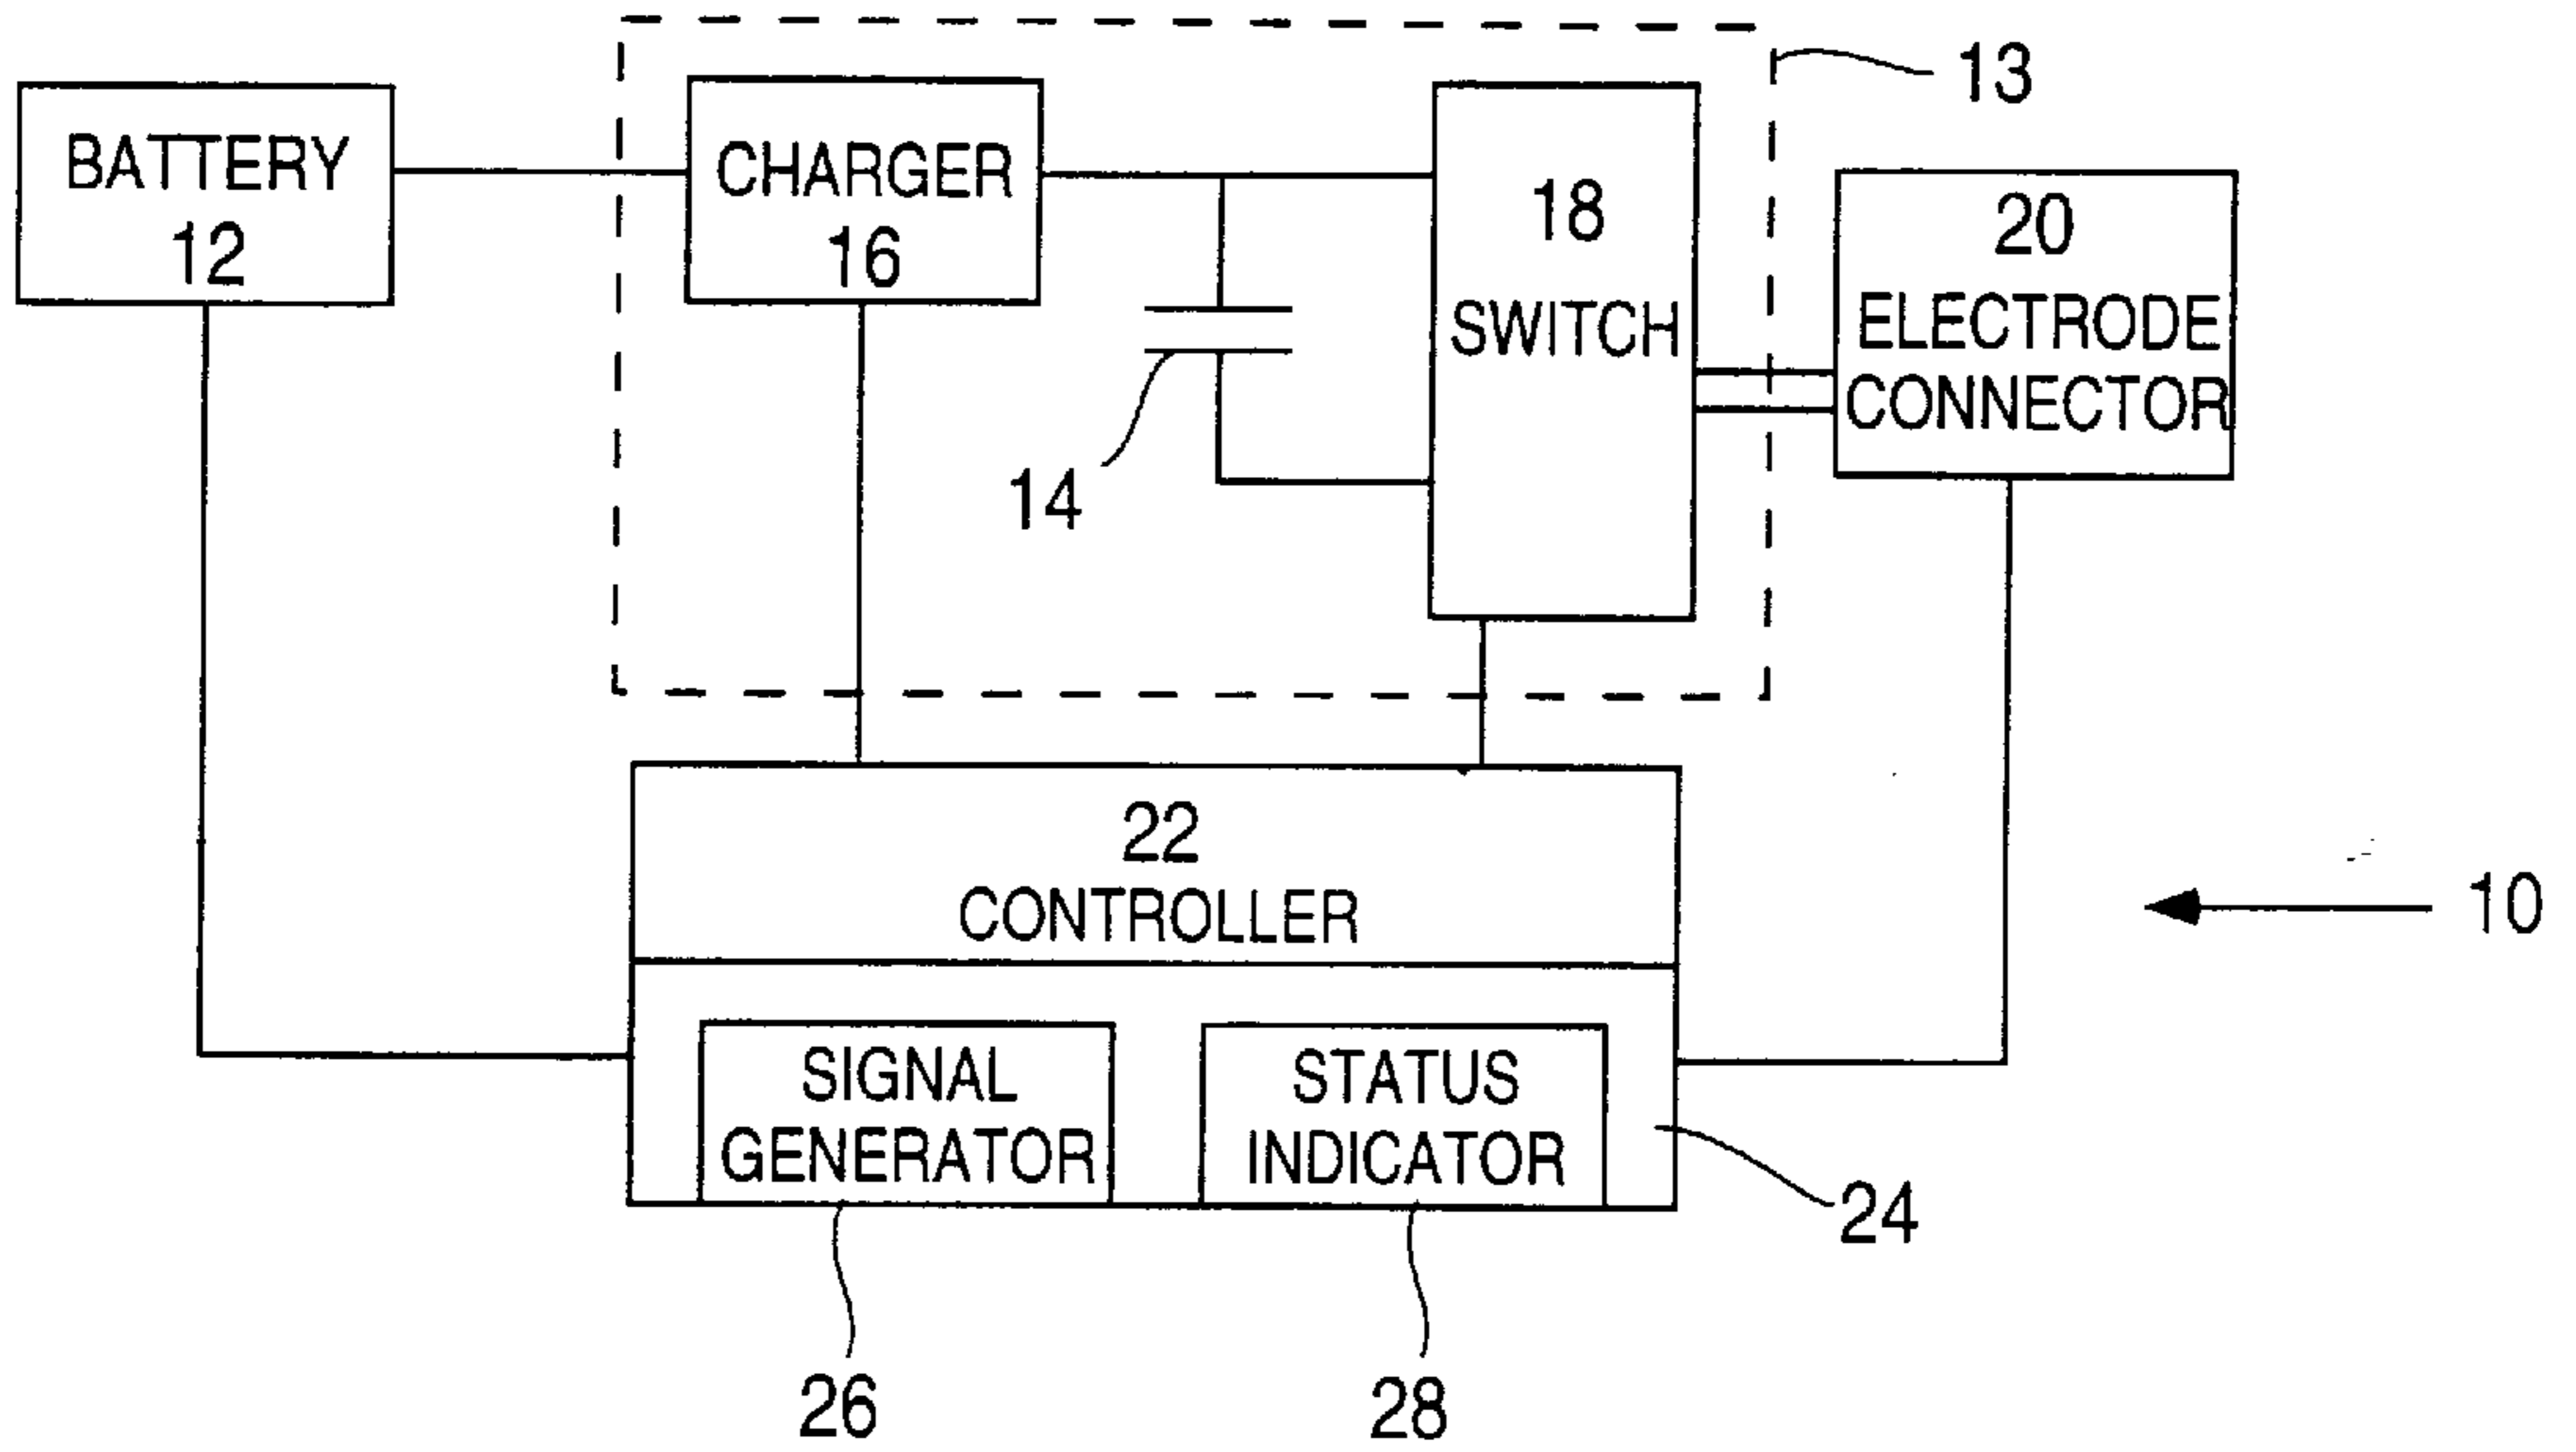 13
BATTERY
12
CHARGER
16
18
SWITCH
20
ELECTRODE
CONNECTOR
14
22
CONTROLLER
10
SIGNAL
GENERATOR
STATUS
INDICATOR
24
26
28